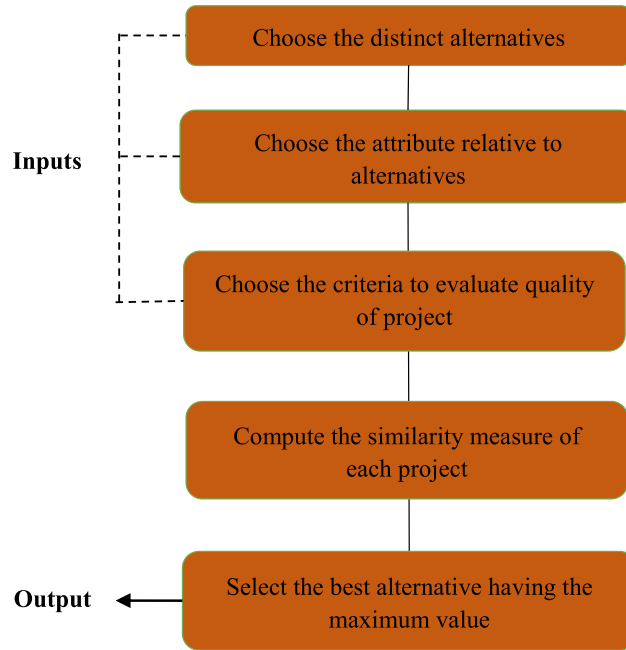 Choose the distinct alternatives
Choose the attribute relative to
alternatives
Inputs
Choose the criteria to evaluate quality
of project
Compute the similarity measure of
each project
Select the best alternative having the
maximum value
Output